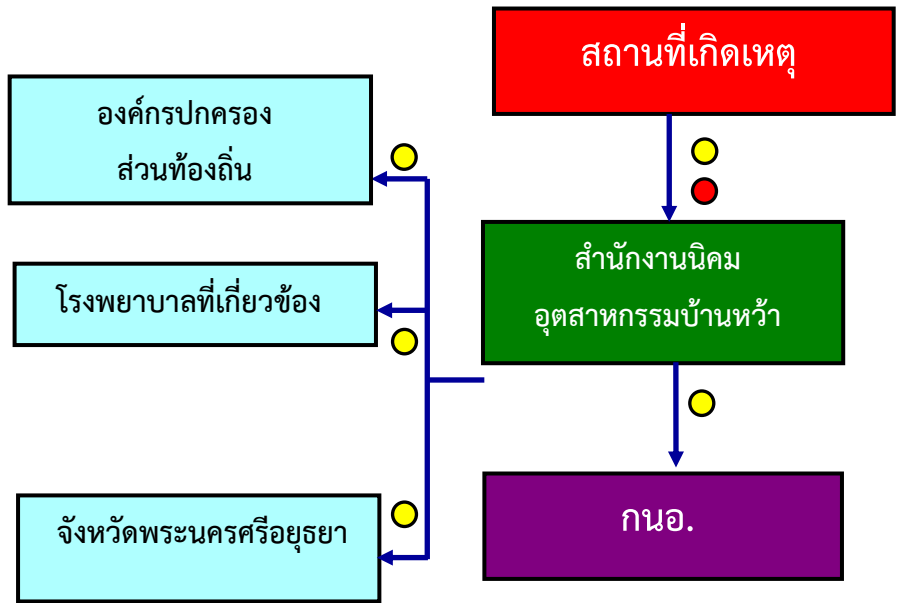 สถานที่เกิดเหตุ
องค์กรปกครอง
ส่วนท้องถิ่น
สำนักงานนิคม
อุตสาหกรรมบ้านหว้า
โรงพยาบาลที่เกี่ยวข้อง
กนอ.
จังหวัดพระนครศรีอยุธยา